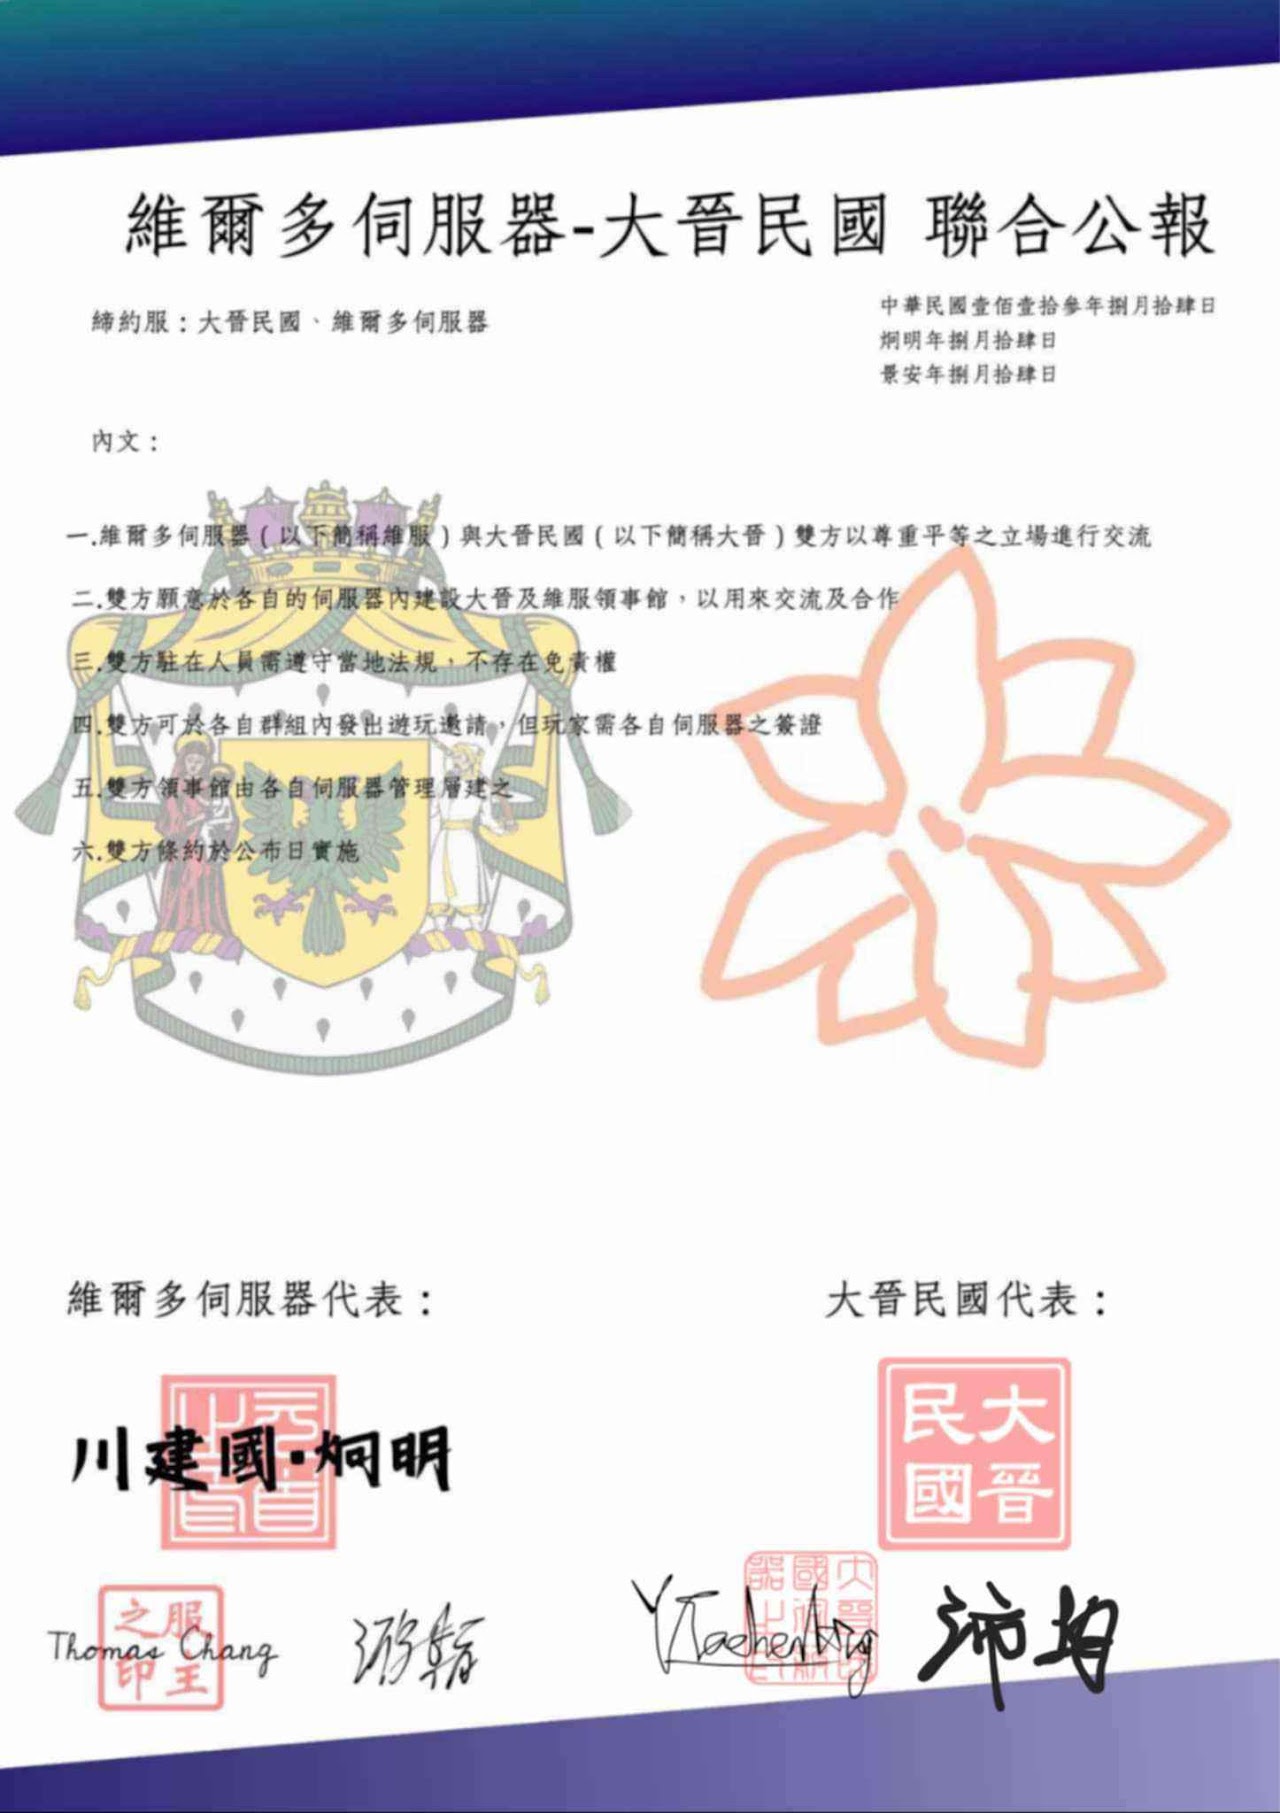 維爾多伺服器-大晉民國 聯合公報
締約服：大晉民國、維爾多伺服器
中華民國壹佰壹拾參年捌月拾肆日
炯明年捌月拾肆日
景安年捌月拾肆日
內文：
一.維爾多伺服器（以下簡稱維服）與大晉民國（以下簡稱大晉）雙方以尊重平等之立場進行交流
二.雙方願意於各自的伺服器內建設大晉及維服領事館，以用來交流及合作
三.雙方駐在人員需遵守當地法規，不存在免責權
四.雙方可於各自群組內發出遊玩邀請，但玩家需各自伺服器之簽證
五.雙方領事館由各自伺服器管理層建之
六.雙方條約於公布日實施
維爾多伺服器代表：
大晉民國代表：
川建國·炯明
大晉民國
服王之印
Thomas Chang
沛均